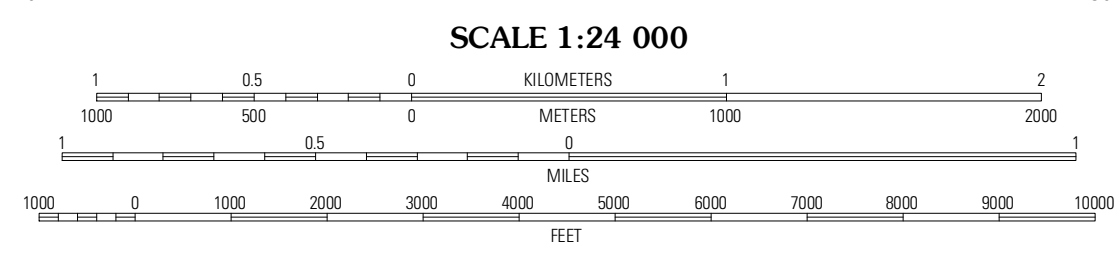 SCALE 1:24 000
1 0.5 0 KILOMETERS 1 2
1000 500 0 METERS 1000 2000
1 0.5 0 1
MILES
1000 0 1000 2000 3000 4000 5000 6000 7000 8000 9000 10000
FEET